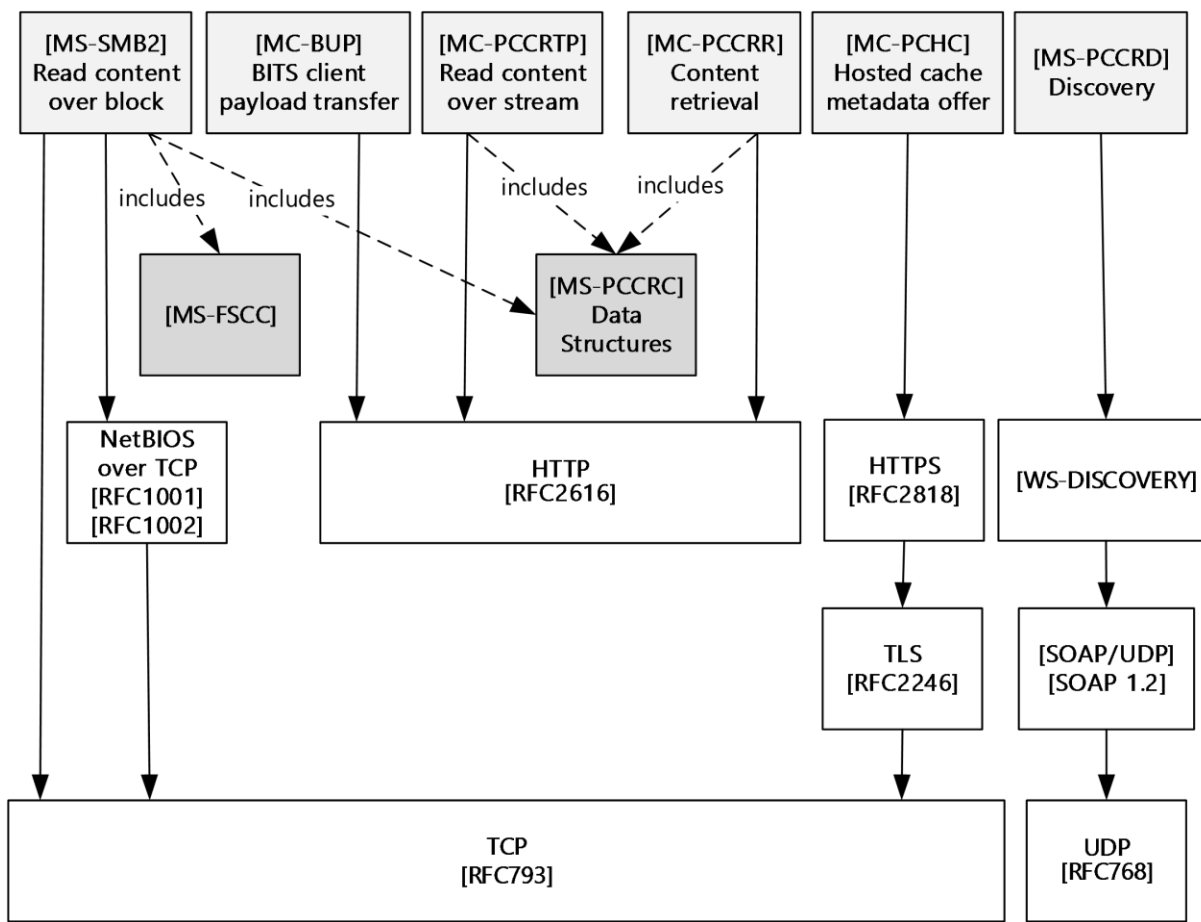 [MS-SMB2]
Read content
over block
[MC-BUP]
BITS client
payload transfer
[MC-PCCRTP]
Read content
over stream
[MC-PCCRR]
Content
retrieval
[MC-PCHC]
Hosted cache
metadata offer
[MS-PCCRD]
Discovery
includes
includes
includes
includes
[MS-FSCC]
[MS-PCCRC]
Data
Structures
NetBIOS
over TCP
[RFC1001]
[RFC1002]
HTTP
[RFC2616]
HTTPS
[RFC2818]
[WS-DISCOVERY]
TLS
[RFC2246]
[SOAP/UDP]
[SOAP 1.2]
TCP
[RFC793]
UDP
[RFC768]